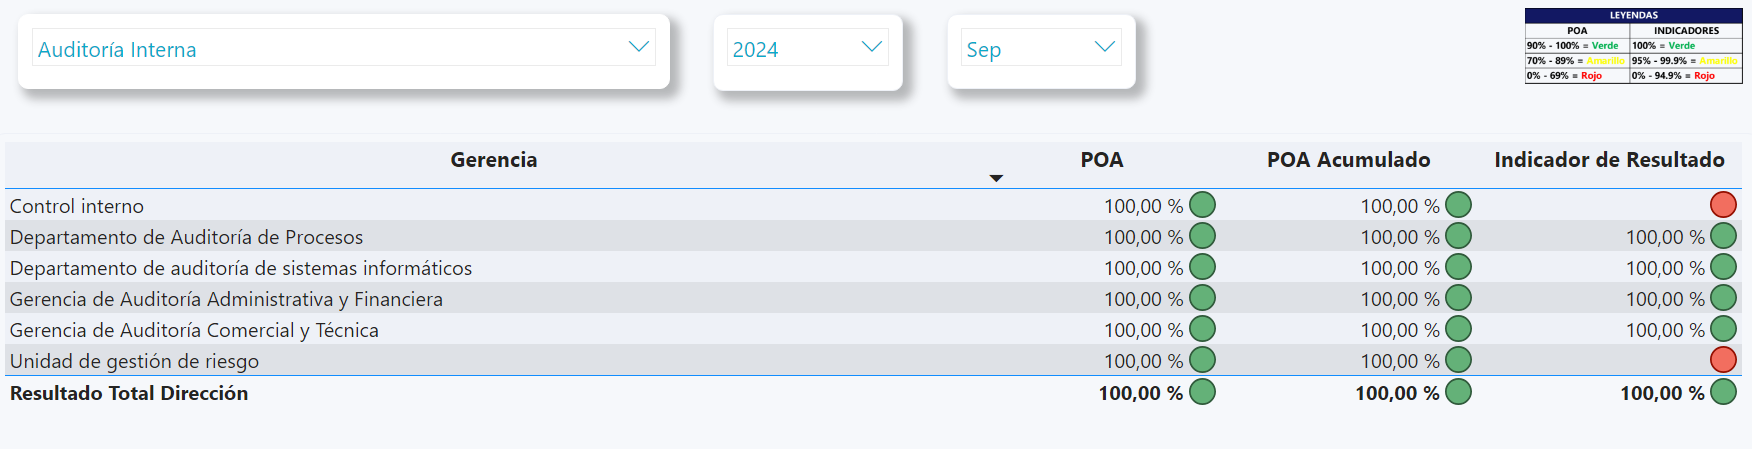 Auditoría Interna
2024
Sep
LEYENDAS
POA INDICADORES
90% - 100% = Verde 100% = Verde
70% - 89% = Amarillo 95% - 99.9% = Amarillo
0% - 69% = Rojo 0% - 94.9% = Rojo
Gerencia POA POA Acumulado Indicador de Resultado
Control interno 100,00 % 100,00 %
Departamento de Auditoría de Procesos 100,00 % 100,00 % 100,00 %
Departamento de auditoría de sistemas informáticos 100,00 % 100,00 % 100,00 %
Gerencia de Auditoría Administrativa y Financiera 100,00 % 100,00 % 100,00 %
Gerencia de Auditoría Comercial y Técnica 100,00 % 100,00 % 100,00 %
Unidad de gestión de riesgo 100,00 % 100,00 %
Resultado Total Dirección 100,00 % 100,00 % 100,00 %